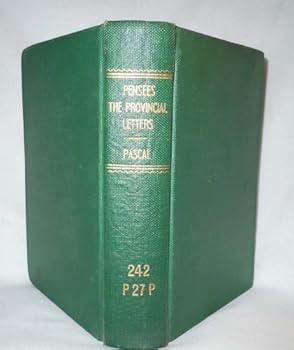 PENSEES
THE PROVINCIAL
LETTERS
PASCAL
242
P 27 P